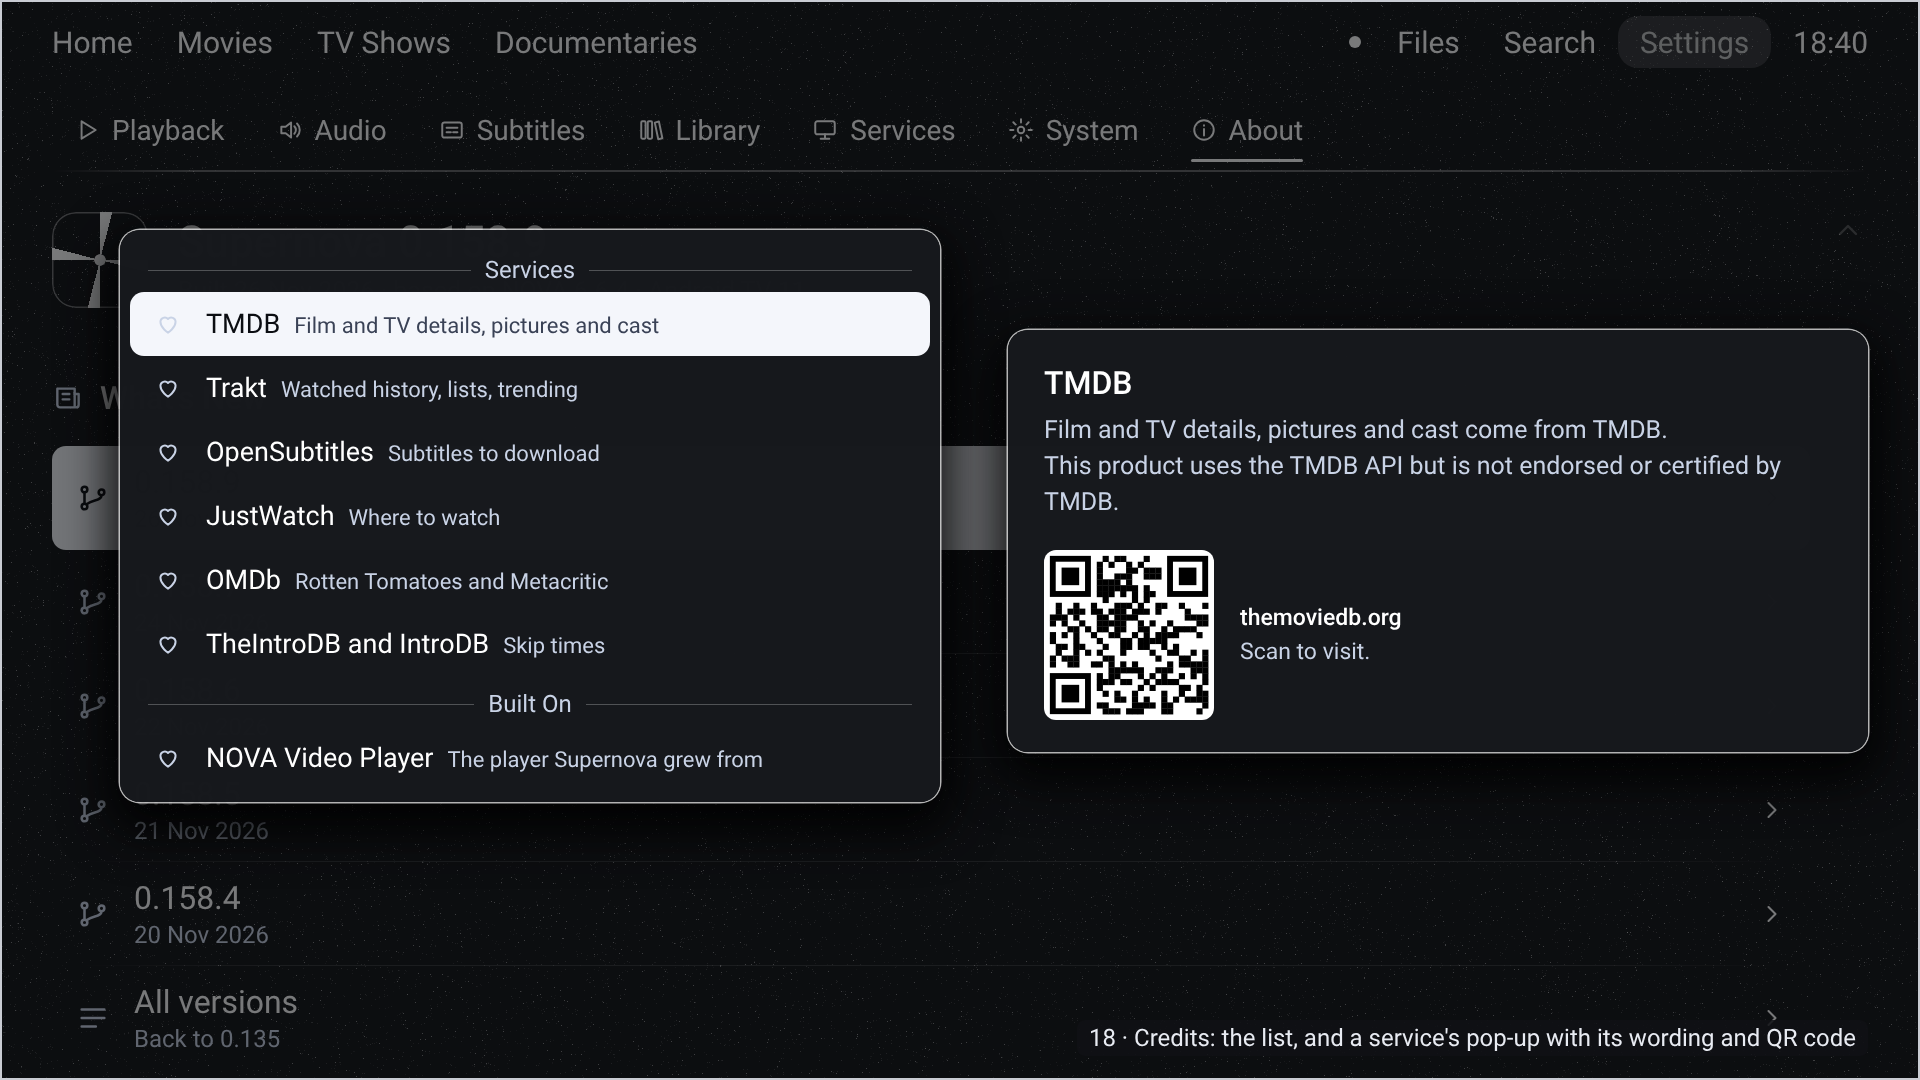 Home Movies TV Shows Documentaries Files Search Settings 18:40
Playback Audio Subtitles Library Services System About
Services
TMDB Film and TV details, pictures and cast
Trakt Watched history, lists, trending
OpenSubtitles Subtitles to download
JustWatch Where to watch
OMDb Rotten Tomatoes and Metacritic
TheIntroDB and IntroDB Skip times
Built On
NOVA Video Player The player Supernova grew from
TMDB
Film and TV details, pictures and cast come from TMDB.
This product uses the TMDB API but is not endorsed or certified by
TMDB.
themoviedb.org
Scan to visit.
21 Nov 2026
0.158.4
20 Nov 2026
All versions
Back to 0.135
18 · Credits: the list, and a service's pop-up with its wording and QR code